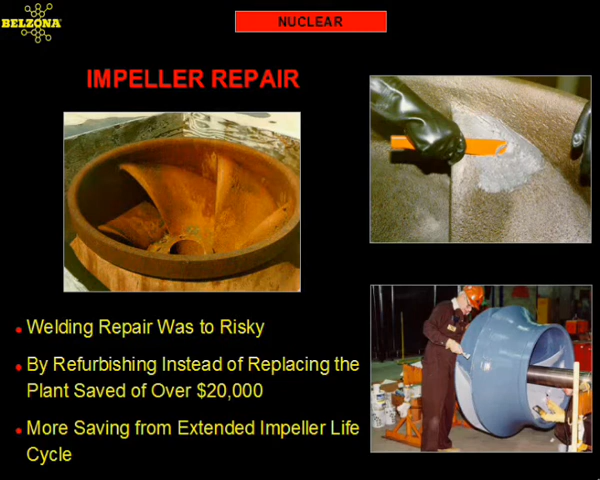 BELZONA
NUCLEAR
IMPELLER REPAIR
Welding Repair Was to Risky
By Refurbishing Instead of Replacing the
Plant Saved of Over $20,000
More Saving from Extended Impeller Life
Cycle